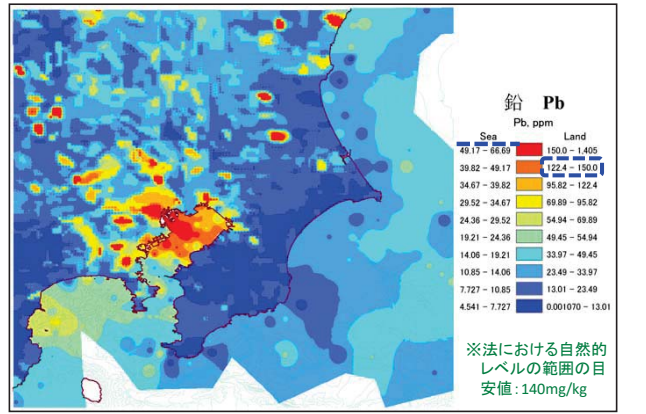 鉛 Pb
Pb, ppm
Sea Land
49.17 − 66.69 150.0 − 1,405
39.82 − 49.17 122.4 − 150.0
34.67 − 39.82 95.82 − 122.4
29.52 − 34.67 69.89 − 95.82
24.36 − 29.52 54.94 − 69.89
19.21 − 24.36 49.45 − 54.94
14.06 − 19.21 33.97 − 49.45
10.85 − 14.06 23.49 − 33.97
7.727 − 10.85 13.01 − 23.49
4.541 − 7.727 0.001070 − 13.01
※法における自然的
レベルの範囲の目
安値:140mg/kg